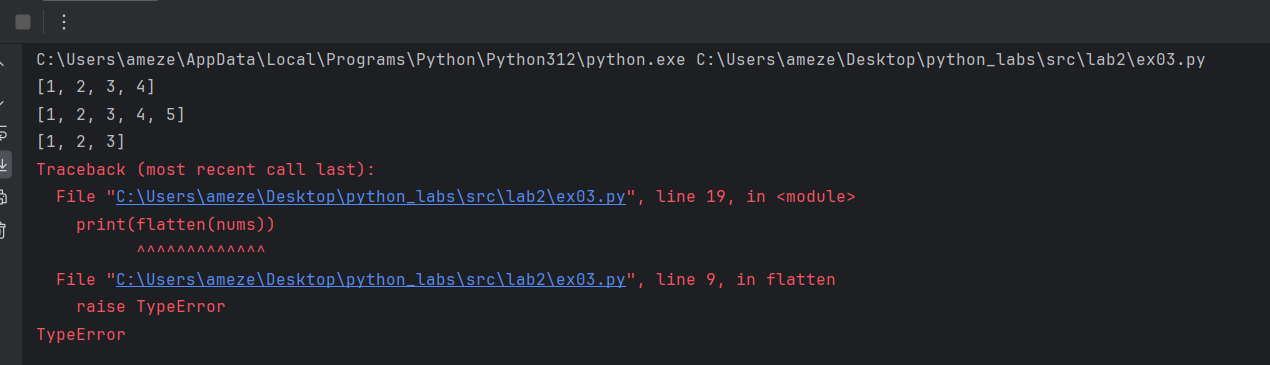 C:\Users\ameze\AppData\Local\Programs\Python\Python312\python.exe C:\Users\ameze\Desktop\python_labs\src\lab2\ex03.py
[1, 2, 3, 4]
[1, 2, 3, 4, 5]
[1, 2, 3]
Traceback (most recent call last):
  File "C:\Users\ameze\Desktop\python_labs\src\lab2\ex03.py", line 19, in <module>
    print(flatten(nums))
          ^^^^^^^^^^^^^
  File "C:\Users\ameze\Desktop\python_labs\src\lab2\ex03.py", line 9, in flatten
    raise TypeError
TypeError